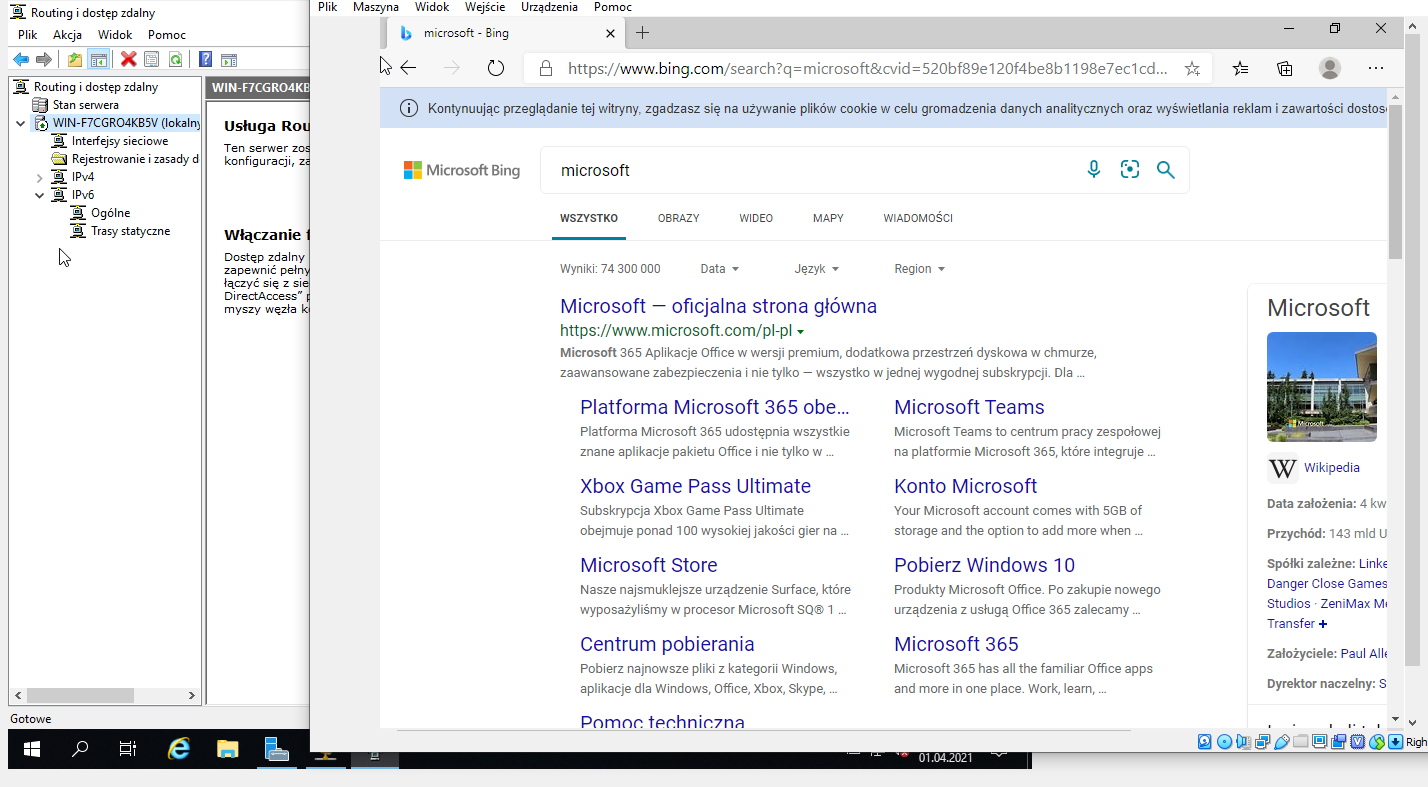 Routing i dostęp zdalny
Plik Akcja Widok Pomoc
Routing i dostęp zdalny
Stan serwera
WIN-F7CGRO4KB5V (lokalny
Interfejsy sieciowe
Rejestrowanie i zasady d
IPv4
IPv6
Ogólne
Trasy statyczne
Gotowe
WIN-F7CGRO4KB
Usługa Rou
Ten serwer zos
konfiguracji, za
Włączanie f
Dostęp zdalny
zapewnić pełny
łączyć się z sie
DirectAccess” p
myszy węzła k
Plik Maszyna Widok Wejście Urządzenia Pomoc
microsoft - Bing
https://www.bing.com/search?q=microsoft&cvid=520bf89e120f4be8b1198e7ec1cd...
Kontynuując przeglądanie tej witryny, zgadzasz się na używanie plików cookie w celu gromadzenia danych analitycznych oraz wyświetlania reklam i zawartości dostos
Microsoft Bing
microsoft
WSZYSTKO OBRAZY WIDEO MAPY WIADOMOŚCI
Wyniki: 74 300 000 Data Język Region
Microsoft — oficjalna strona główna
https://www.microsoft.com/pl-pl
Microsoft 365 Aplikacje Office w wersji premium, dodatkowa przestrzeń dyskowa w chmurze,
zaawansowane zabezpieczenia i nie tylko — wszystko w jednej wygodnej subskrypcji. Dla ...
Platforma Microsoft 365 obe...
Platforma Microsoft 365 udostępnia wszystkie
znane aplikacje pakietu Office i nie tylko w ...
Microsoft Teams
Microsoft Teams to centrum pracy zespołowej
na platformie Microsoft 365, które integruje ...
Xbox Game Pass Ultimate
Subskrypcja Xbox Game Pass Ultimate
obejmuje ponad 100 wysokiej jakości gier na ...
Konto Microsoft
Your Microsoft account comes with 5GB of
storage and the option to add more when ...
Microsoft Store
Nasze najsmuklejsze urządzenie Surface, które
wyposażyliśmy w procesor Microsoft SQ® 1 ...
Pobierz Windows 10
Produkty Microsoft Office. Po zakupie nowego
urządzenia z usługą Office 365 zalecamy ...
Centrum pobierania
Pobierz najnowsze pliki z kategorii Windows,
aplikacje dla Windows, Office, Xbox, Skype, ...
Microsoft 365
Microsoft 365 has all the familiar Office apps
and more in one place. Work, learn, ...
Pomoc techniczna
Microsoft
Microsoft
W Wikipedia
Data założenia: 4 kw
Przychód: 143 mld U
Spółki zależne: Linke
Danger Close Games
Studios · ZeniMax Me
Transfer +
Założyciele: Paul Alle
Dyrektor naczelny: S
Righ
01.04.2021